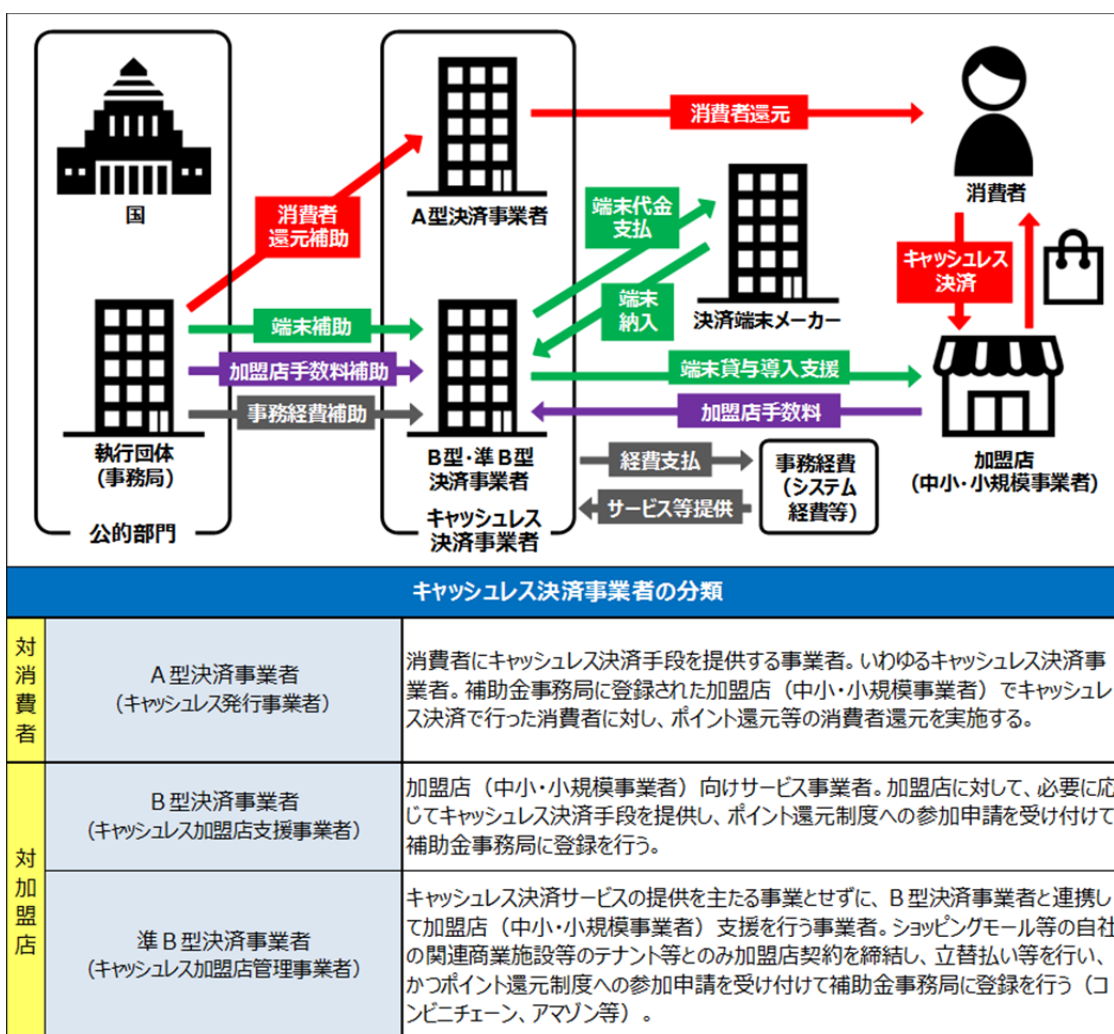 国
A型決済事業者
消費者還元
消費者
消費者
還元補助
端末代金
支払
端末
納入
決済端末メーカー
キャッシュレス
決済
端末補助
加盟店手数料補助
事務経費補助
端末貸与導入支援
加盟店手数料
執行団体
(事務局)
公的部門
B型・準B型
決済事業者
キャッシュレス
決済事業者
経費支払
サービス等提供
事務経費
(システム
経費等)
加盟店
(中小・小規模事業者)
キャッシュレス決済事業者の分類
対消費者
A型決済事業者
(キャッシュレス発行事業者)
消費者にキャッシュレス決済手段を提供する事業者。いわゆるキャッシュレス決済事
業者。補助金事務局に登録された加盟店（中小・小規模事業者）でキャッシュレ
ス決済で行った消費者に対し、ポイント還元等の消費者還元を実施する。
対加盟店
B型決済事業者
(キャッシュレス加盟店支援事業者)
加盟店（中小・小規模事業者）向けサービス事業者。加盟店に対して、必要に応
じてキャッシュレス決済手段を提供し、ポイント還元制度への参加申請を受け付けて
補助金事務局に登録を行う。
準B型決済事業者
(キャッシュレス加盟店管理事業者)
キャッシュレス決済サービスの提供を主たる事業とせずに、B型決済事業者と連携し
て加盟店（中小・小規模事業者）支援を行う事業者。ショッピングモール等の自社
の関連商業施設等のテナント等とのみ加盟店契約を締結し、立替払い等を行い、
かつポイント還元制度への参加申請を受け付けて補助金事務局に登録を行う（コ
ンビニチェーン、アマゾン等）。